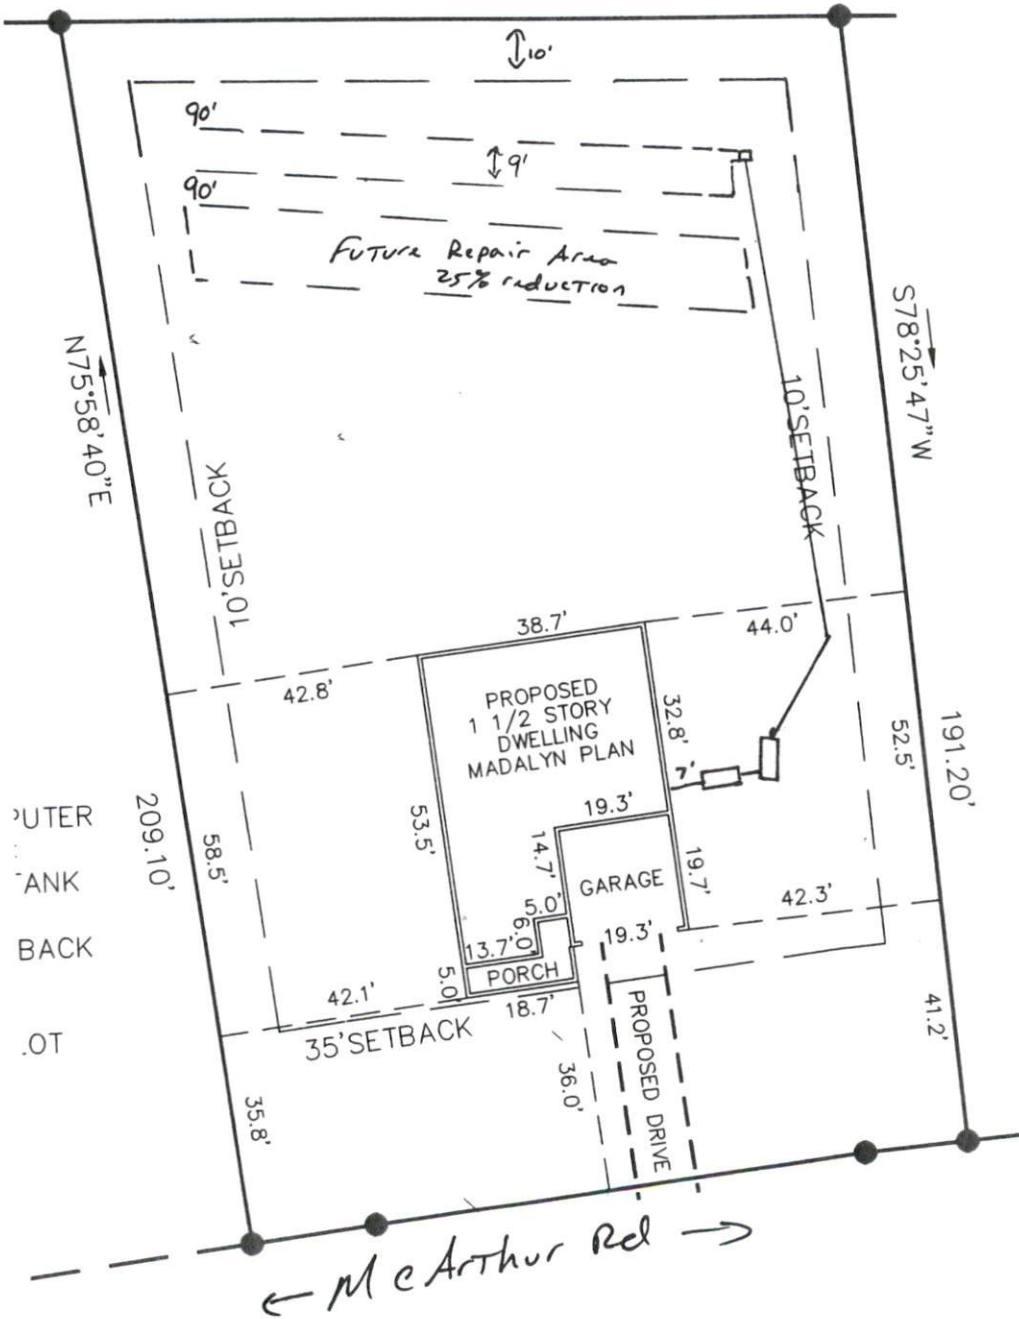 10'
90'
9'
90'
Future Repair Area
25% reduction
S78°25'47"W
N75°58'40"E
10'SETBACK
10'SETBACK
38.7'
44.0'
42.8'
PROPOSED
1 1/2 STORY
DWELLING
MADALYN PLAN
32.8'
52.5'
191.20'
7'
19.3'
53.5'
209.10'
58.5'
PUTER
14.7'
GARAGE
19.7'
ANK
42.3'
5.0'
6.0'
19.3'
BACK
13.7'
PORCH
5.0'
42.1'
18.7'
35'SETBACK
PROPOSED DRIVE
41.2'
.OT
36.0'
35.8'
← McArthur Rd →